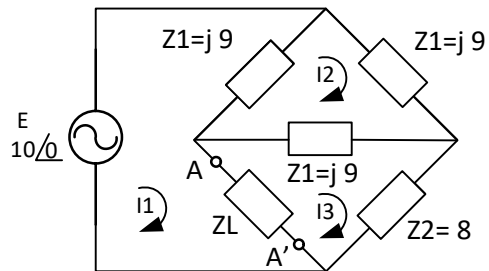 Z1=j 9
Z1=j 9
I2
E
10/0
Z1=j 9
A
I1
ZL
I3
Z2= 8
A’